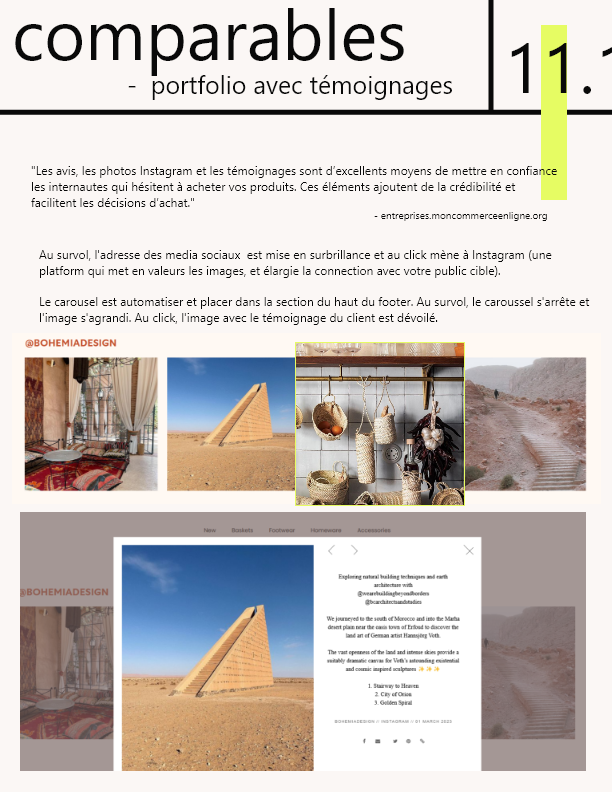 comparables
- portfolio avec témoignages
11.1
"Les avis, les photos Instagram et les témoignages sont d'excellents moyens de mettre en confiance
les internautes qui hésitent à acheter vos produits. Ces éléments ajoutent de la crédibilité et
facilitent les décisions d'achat."
- entreprises.moncommerceenligne.org
Au survol, l'adresse des media sociaux est mise en surbrillance et au click mène à Instagram (une
platform qui met en valeurs les images, et élargie la connection avec votre public cible).
Le carousel est automatiser et placer dans la section du haut du footer. Au survol, le caroussel s'arrête et
l'image s'agrandi. Au click, l'image avec le témoignage du client est dévoilé.
@BOHEMIADESIGN
New Baskets Footwear Homeware Accessories
@BOHEMIADESIGN
Exploring natural building techniques and earth
architecture with
@wearebuildingbeyondborders
@bcarchitectsandstudies
We journeyed to the south of Morocco and into the Marha
desert plain near the oasis town of Erfoud to discover the
land art of German artist Hannsjörg Voth.
The vast openness of the land and intense skies provide a
suitably dramatic canvas for Voth's astounding existential
and cosmic inspired sculptures ✨✨✨
1. Stairway to Heaven
2. City of Orion
3. Golden Spiral
BOHEMIADESIGN // INSTAGRAM // 01 MARCH 2023